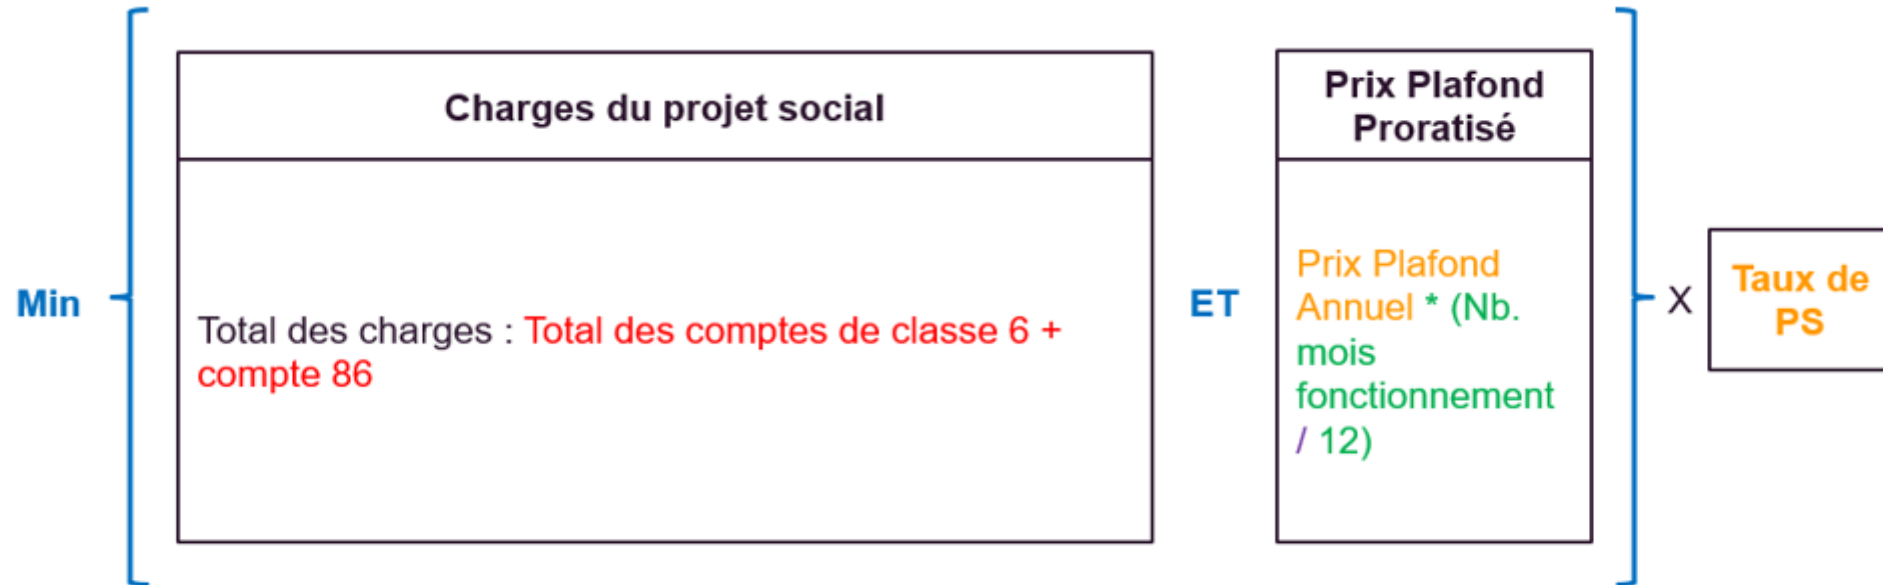 Charges du projet social
Prix Plafond
Proratisé
Min
Total des charges : Total des comptes de classe 6 +
compte 86
ET
Prix Plafond
Annuel * (Nb.
mois
fonctionnement
/ 12)
X
Taux de
PS